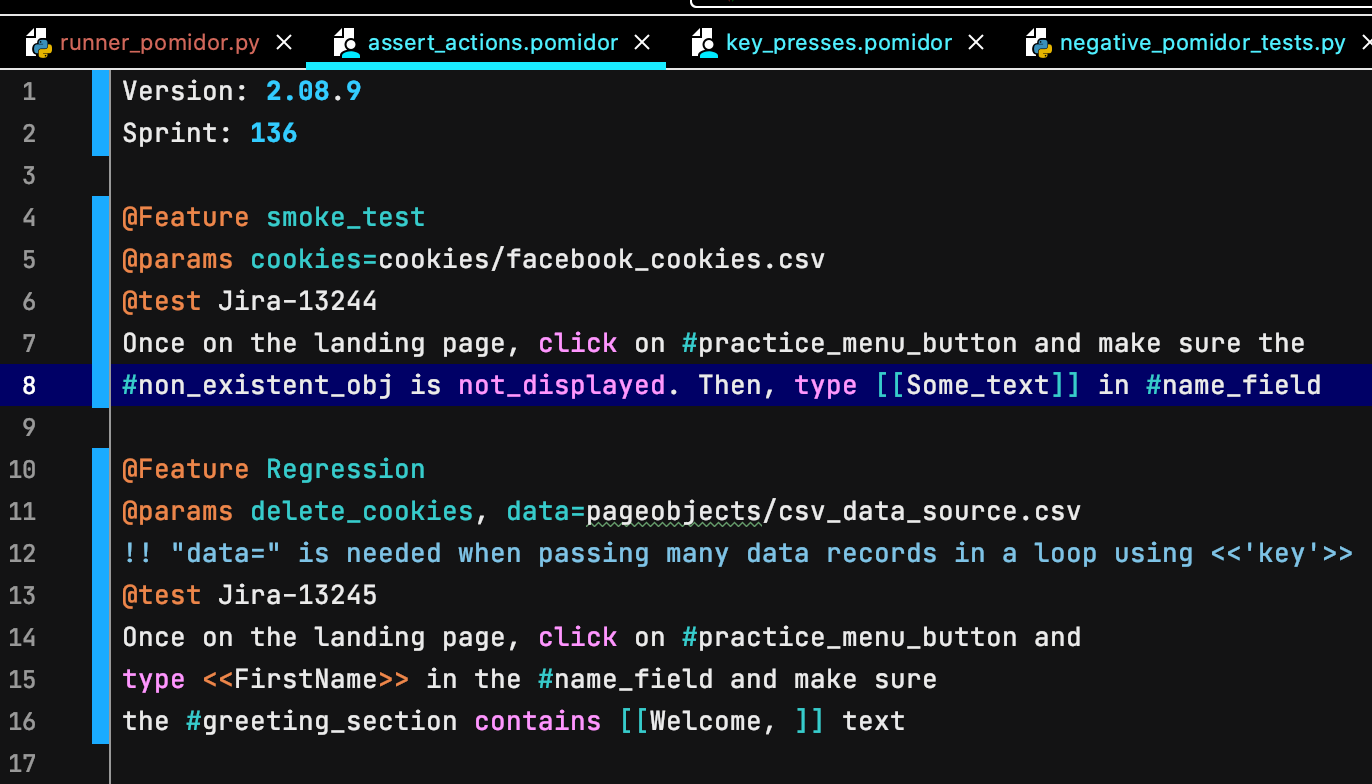 runner_pomidor.py assert_actions.pomidor key_presses.pomidor negative_pomidor_tests.py
1 Version: 2.08.9
2 Sprint: 136
3
4 @Feature smoke_test
5 @params cookies=cookies/facebook_cookies.csv
6 @test Jira-13244
7 Once on the landing page, click on #practice_menu_button and make sure the
8 #non_existent_obj is not_displayed. Then, type [[Some_text]] in #name_field
9
10 @Feature Regression
11 @params delete_cookies, data=pageobjects/csv_data_source.csv
12 !! "data=" is needed when passing many data records in a loop using <<'key'>>
13 @test Jira-13245
14 Once on the landing page, click on #practice_menu_button and
15 type <<FirstName>> in the #name_field and make sure
16 the #greeting_section contains [[Welcome, ]] text
17